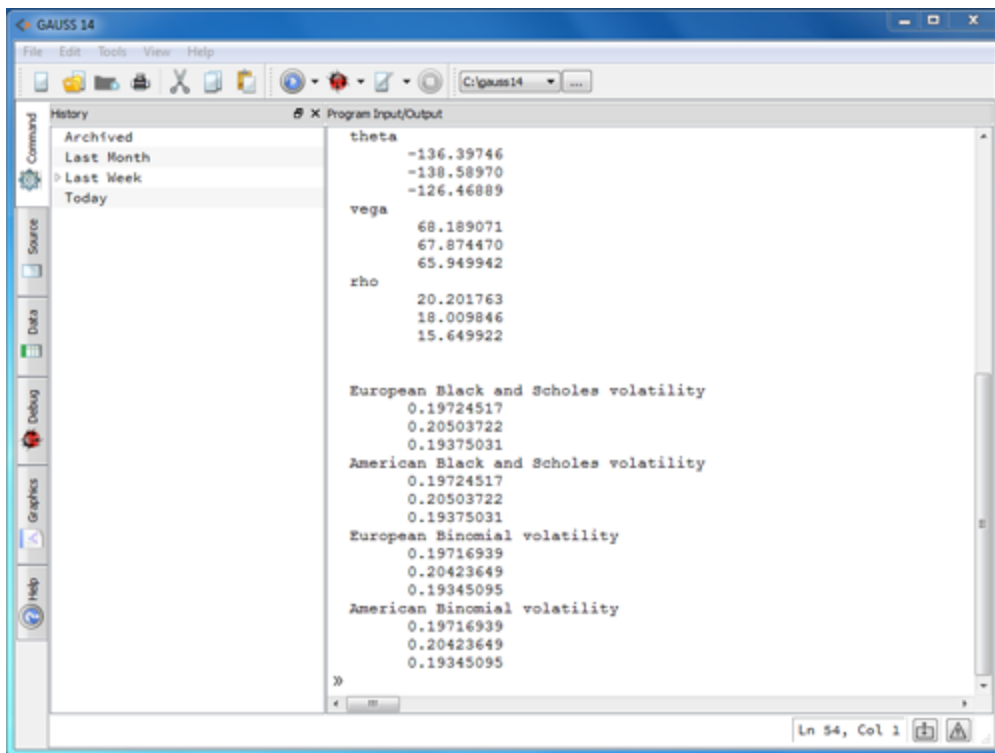 GAUSS 14
File Edit Tools View Help
C:\gauss14 ...
Command
Source
Data
Debug
Graphics
Help
History
Archived
Last Month
Last Week
Today
Program Input/Output
theta
-136.39746
-138.58970
-126.46889
vega
68.189071
67.874470
65.949942
rho
20.201763
18.009846
15.649922
European Black and Scholes volatility
0.19724517
0.20503722
0.19375031
American Black and Scholes volatility
0.19724517
0.20503722
0.19375031
European Binomial volatility
0.19716939
0.20423649
0.19345095
American Binomial volatility
0.19716939
0.20423649
0.19345095
»
Ln 54, Col 1